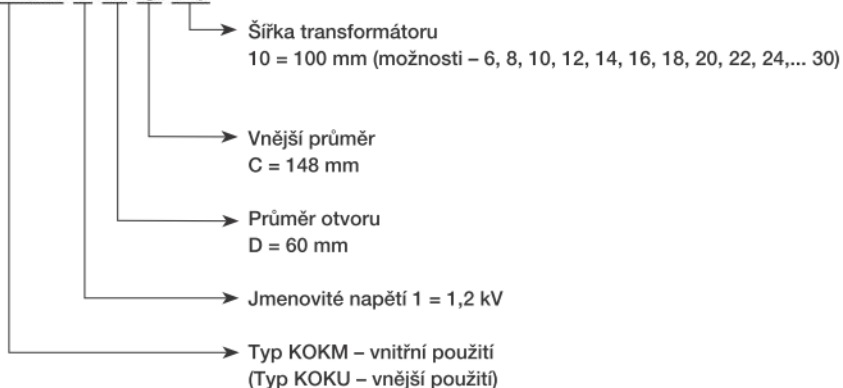 Šířka transformátoru
10 = 100 mm (možnosti – 6, 8, 10, 12, 14, 16, 18, 20, 22, 24,... 30)
Vnější průměr
C = 148 mm
Průměr otvoru
D = 60 mm
Jmenovité napětí 1 = 1,2 kV
Typ KOKM – vnitřní použití
(Typ KOKU – vnější použití)